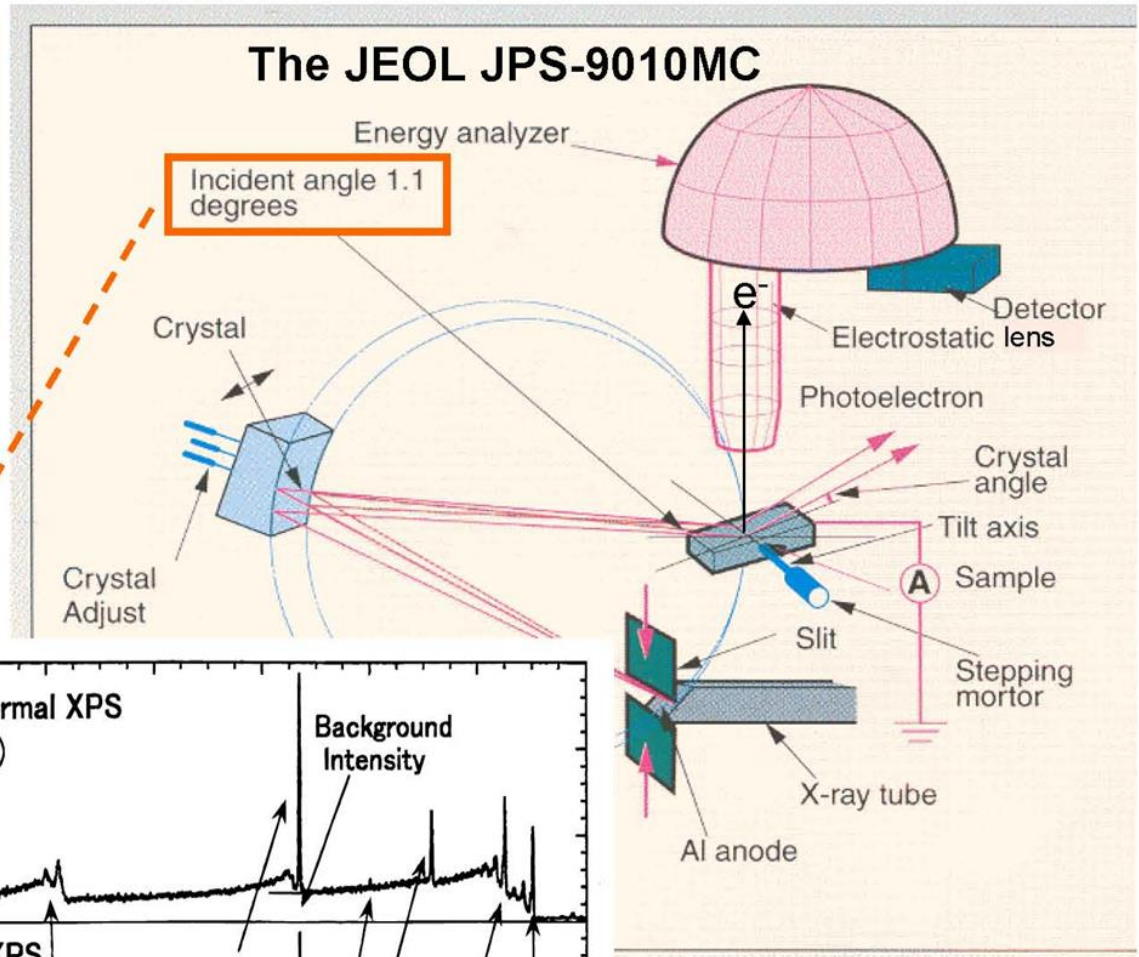 The JEOL JPS-9010MC
Energy analyzer
Incident angle 1.1
degrees
e-
Crystal
Detector
Electrostatic lens
Photoelectron
Crystal
angle
Tilt axis
A
Sample
Crystal
Adjust
Slit
Stepping
mortor
rmal XPS
Background
Intensity
X-ray tube
Al anode
XPS